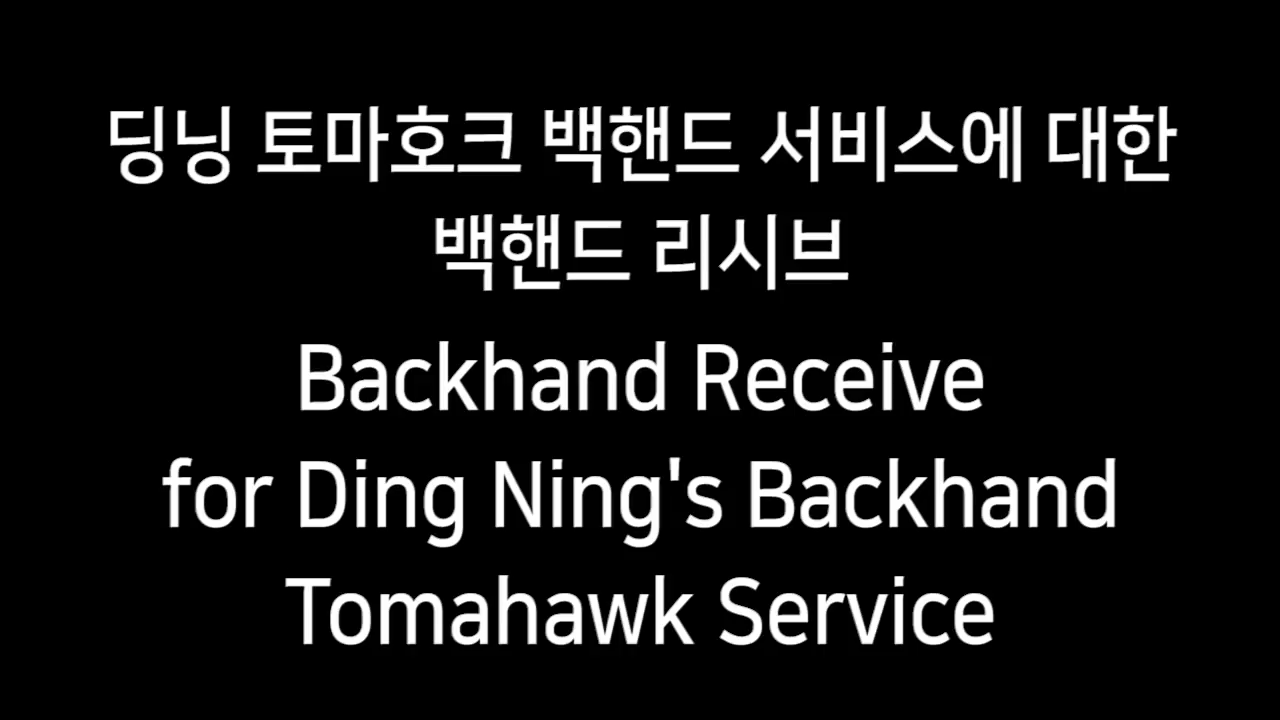 딩닝 토마호크 백핸드 서비스에 대한
백핸드 리시브
Backhand Receive
for Ding Ning's Backhand
Tomahawk Service